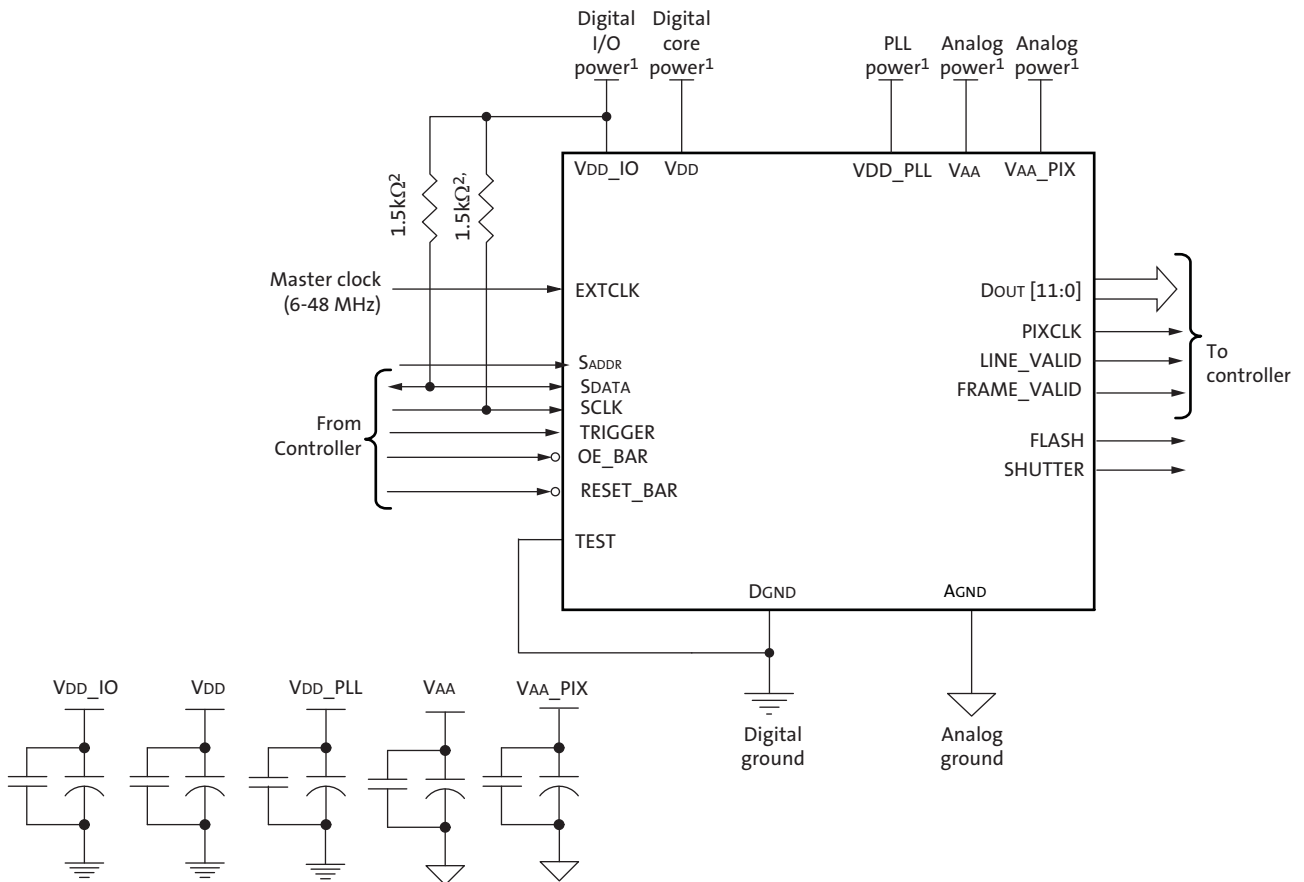 Digital
I/O
power1
Digital
core
power1
PLL
power1
Analog
power1
Analog
power1
VDD_IO
VDD
VDD_PLL
VAA
VAA_PIX
1.5kΩ2
1.5kΩ2,
Master clock
(6-48 MHz)
EXTCLK
SADDR
SDATA
SCLK
TRIGGER
OE_BAR
RESET_BAR
TEST
From
Controller
DOUT [11:0]
PIXCLK
LINE_VALID
FRAME_VALID
To
controller
FLASH
SHUTTER
DGND
AGND
Digital
ground
Analog
ground
VDD_IO
VDD
VDD_PLL
VAA
VAA_PIX